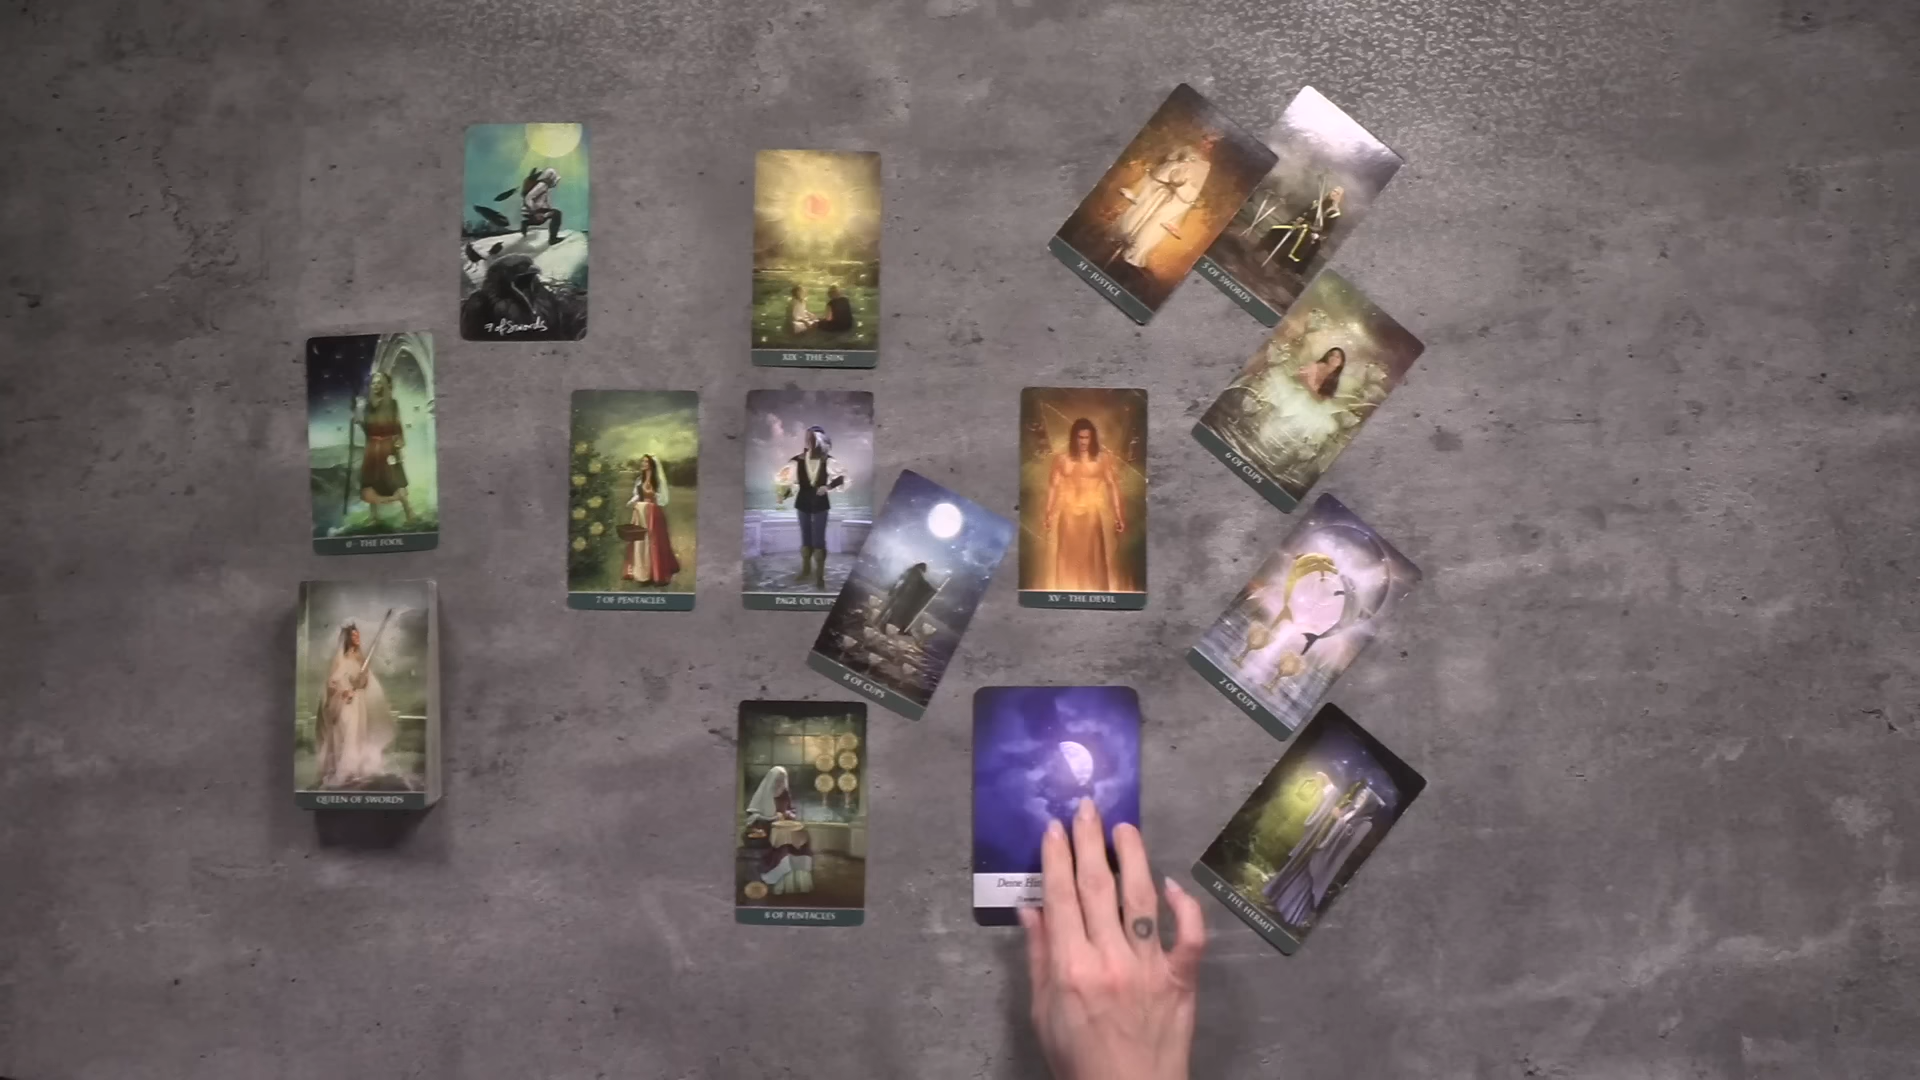 7 of Swords
XIX - THE SUN
XI - JUSTICE
5 OF SWORDS
6 OF CUPS
0 - THE FOOL
7 OF PENTACLES
PAGE OF CUPS
XV - THE DEVIL
8 OF CUPS
2 OF CUPS
QUEEN OF SWORDS
8 OF PENTACLES
Deine
IX - THE HERMIT